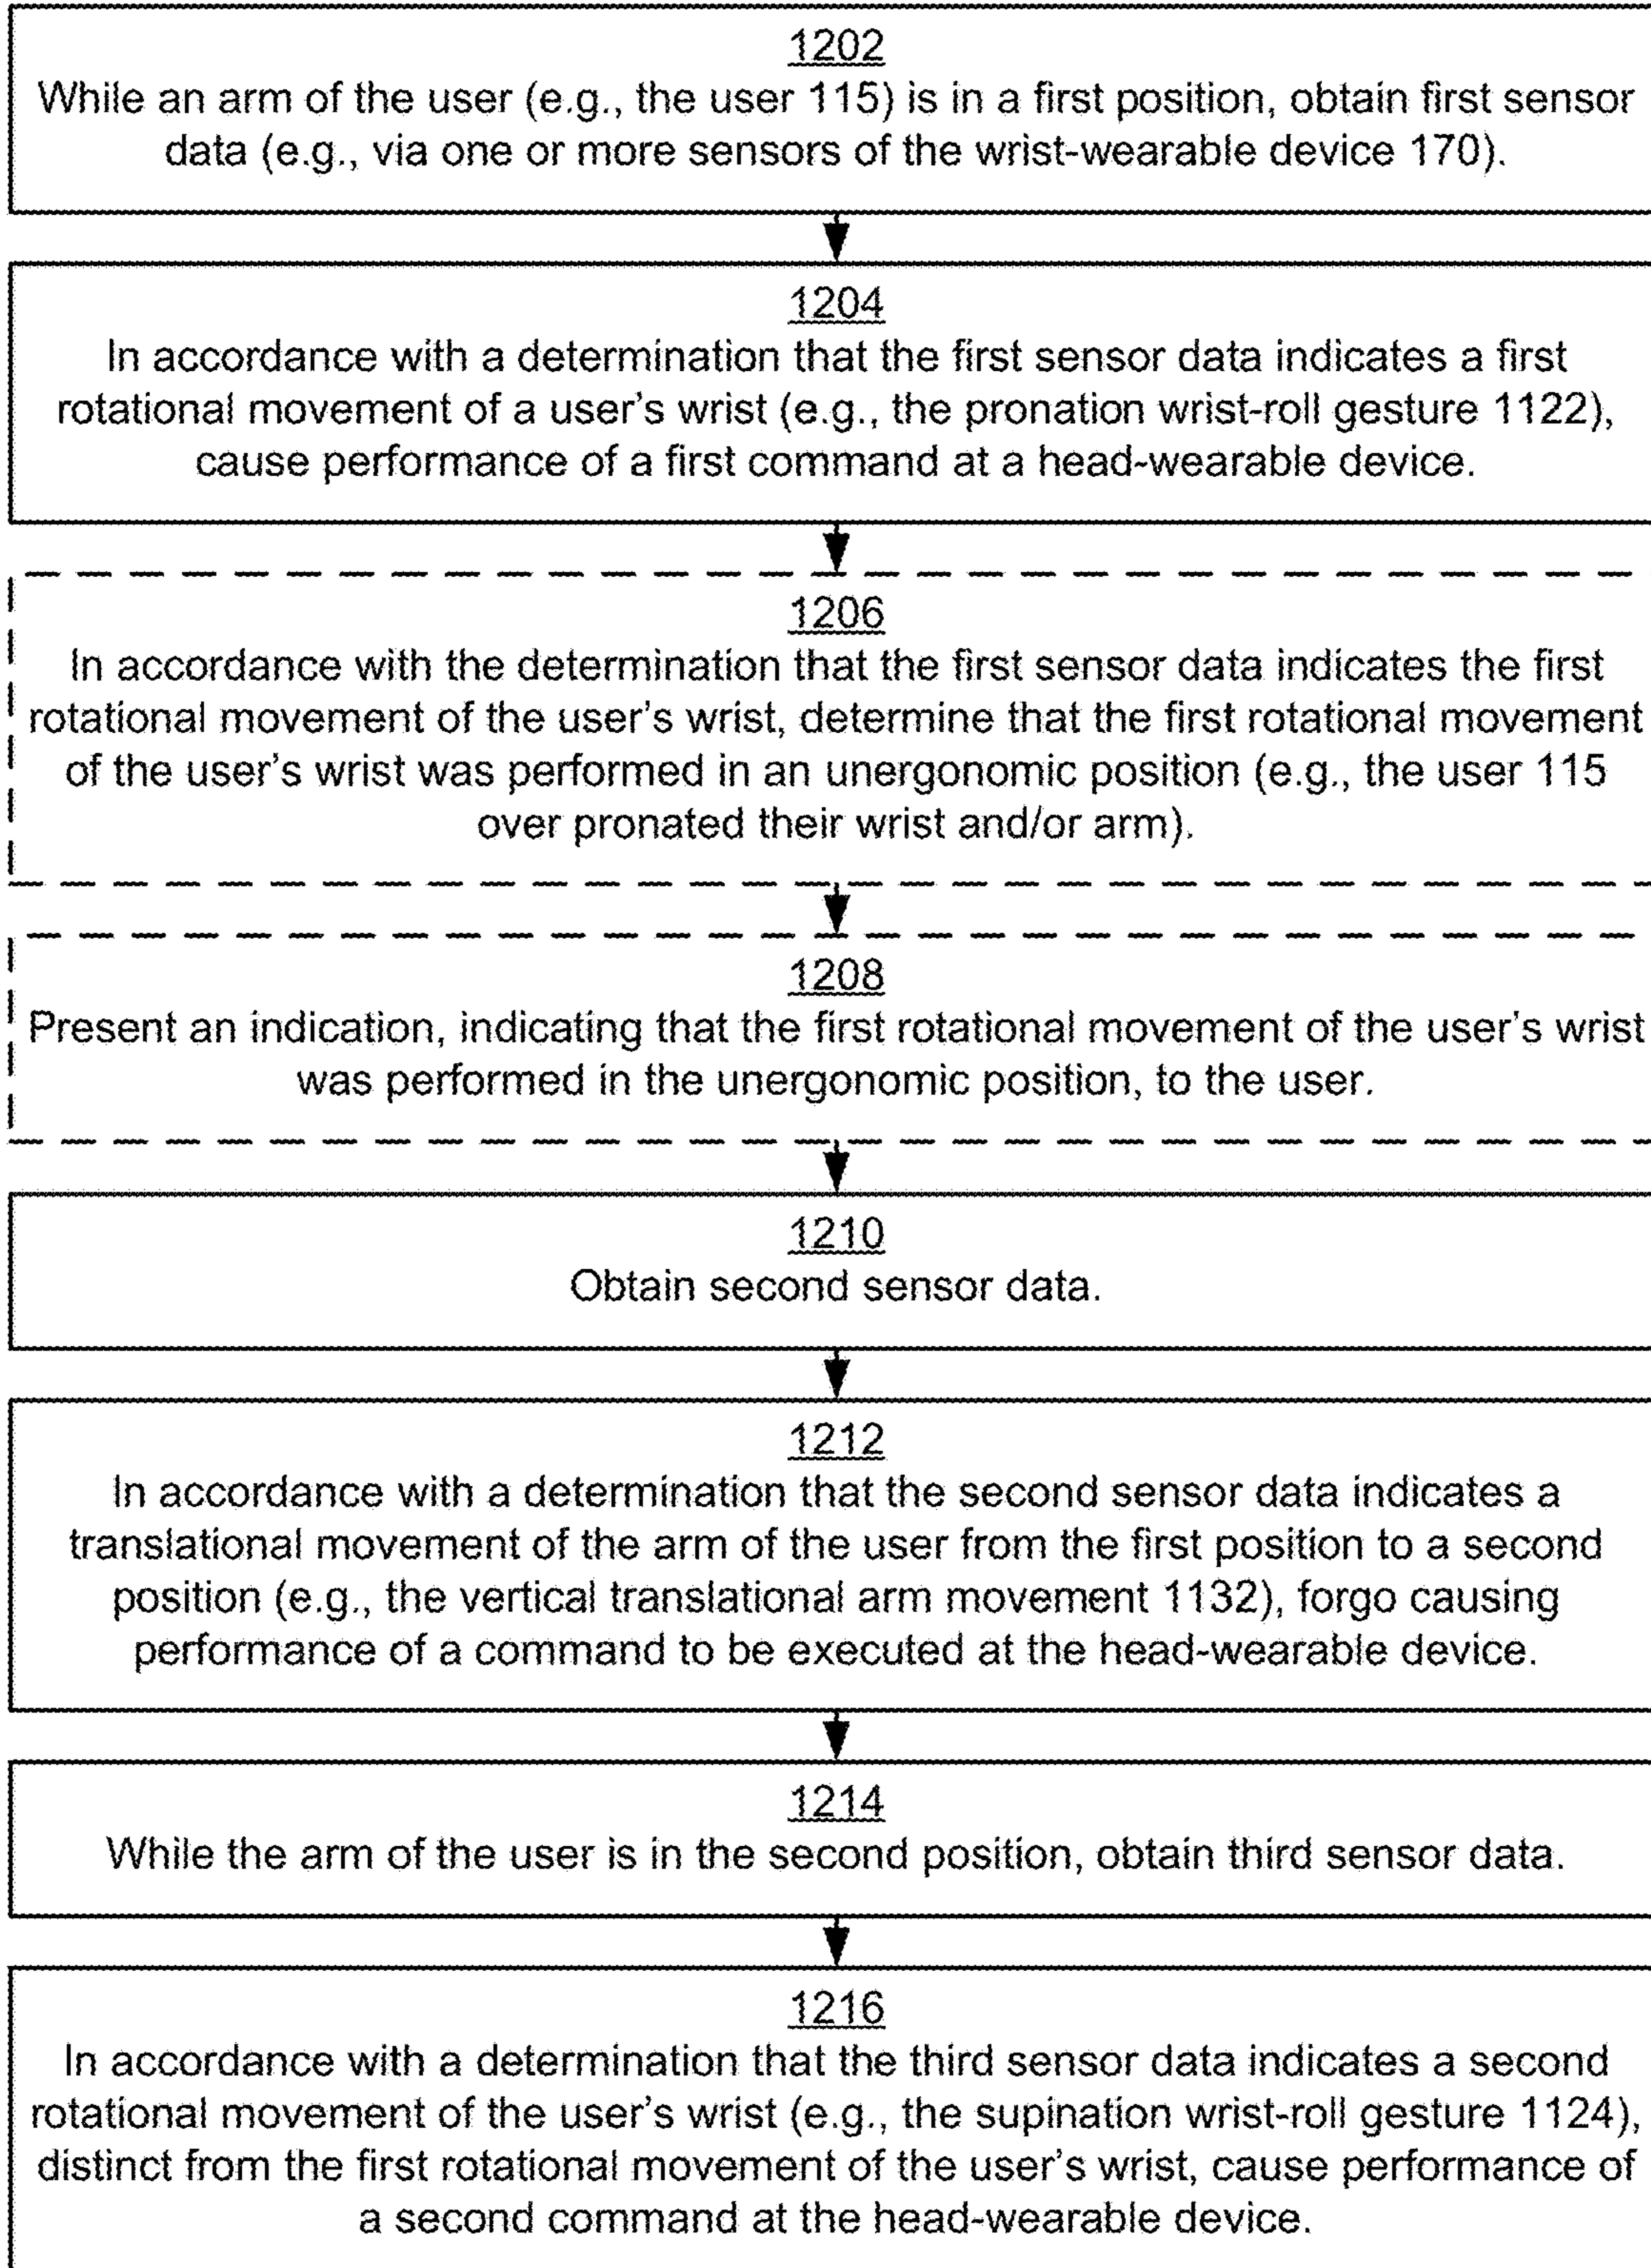 1202
While an arm of the user (e.g., the user 115) is in a first position, obtain first sensor
data (e.g., via one or more sensors of the wrist-wearable device 170).
1204
In accordance with a determination that the first sensor data indicates a first
rotational movement of a user's wrist (e.g., the pronation wrist-roll gesture 1122),
cause performance of a first command at a head-wearable device.
1206
In accordance with the determination that the first sensor data indicates the first
rotational movement of the user's wrist, determine that the first rotational movement
of the user's wrist was performed in an unergonomic position (e.g., the user 115
over pronated their wrist and/or arm).
1208
Present an indication, indicating that the first rotational movement of the user's wrist
was performed in the unergonomic position, to the user.
1210
Obtain second sensor data.
1212
In accordance with a determination that the second sensor data indicates a
translational movement of the arm of the user from the first position to a second
position (e.g., the vertical translational arm movement 1132), forgo causing
performance of a command to be executed at the head-wearable device.
1214
While the arm of the user is in the second position, obtain third sensor data.
1216
In accordance with a determination that the third sensor data indicates a second
rotational movement of the user's wrist (e.g., the supination wrist-roll gesture 1124),
distinct from the first rotational movement of the user's wrist, cause performance of
a second command at the head-wearable device.